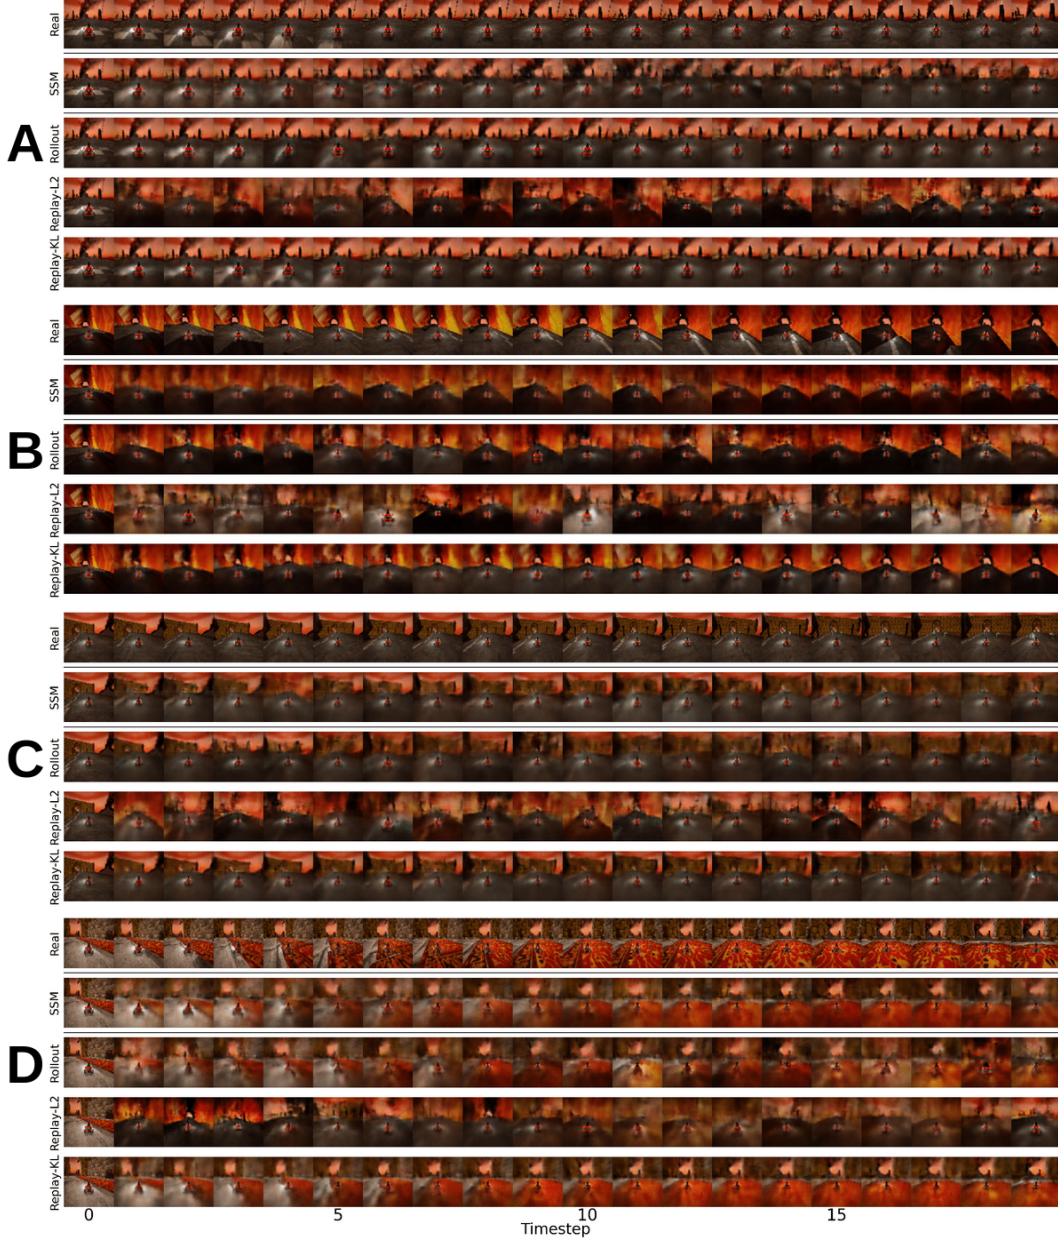 Real
SSM
A
Rollout
Replay-L2
Replay-KL
Real
SSM
B
Rollout
Replay-L2
Replay-KL
Real
SSM
C
Rollout
Replay-L2
Replay-KL
Real
SSM
D
Rollout
Replay-L2
Replay-KL
0 5 10 15
Timestep